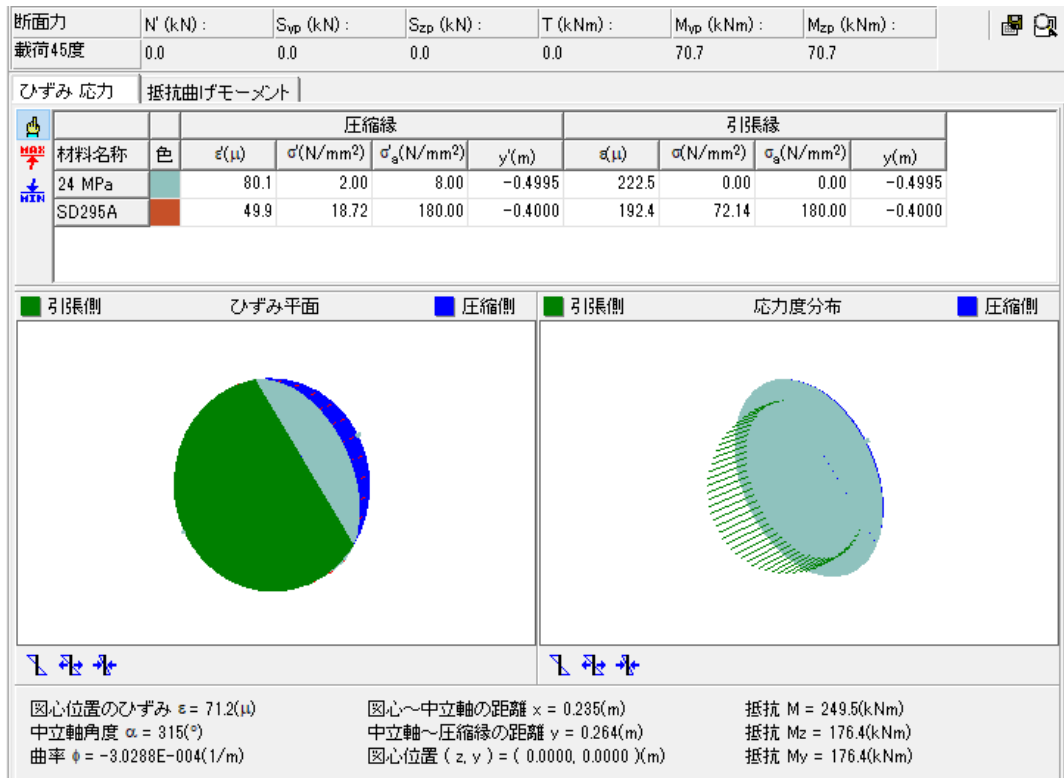 断面力 N' (kN) : Syp (kN) : Szp (kN) : T (kNm) : Myp (kNm) : Mzp (kNm) :
載荷45度 0.0 0.0 0.0 0.0 70.7 70.7
ひずみ 応力 抵抗曲げモーメント
圧縮縁 引張縁
MAX 材料名称 色 ε'(μ) σ'(N/mm²) σ'a(N/mm²) y'(m) ε(μ) σ(N/mm²) σa(N/mm²) y(m)
MIN 24 MPa 80.1 2.00 8.00 -0.4995 222.5 0.00 0.00 -0.4995
SD295A 49.9 18.72 180.00 -0.4000 192.4 72.14 180.00 -0.4000
引張側 ひずみ平面 圧縮側 引張側 応力度分布 圧縮側
図心位置のひずみ ε = 71.2(μ) 図心～中立軸の距離 x = 0.235(m) 抵抗 M = 249.5(kNm)
中立軸角度 α = 315(°) 中立軸～圧縮縁の距離 y = 0.264(m) 抵抗 Mz = 176.4(kNm)
曲率 φ = -3.0288E-004(1/m) 図心位置 ( z, y ) = ( 0.0000, 0.0000 )(m) 抵抗 My = 176.4(kNm)